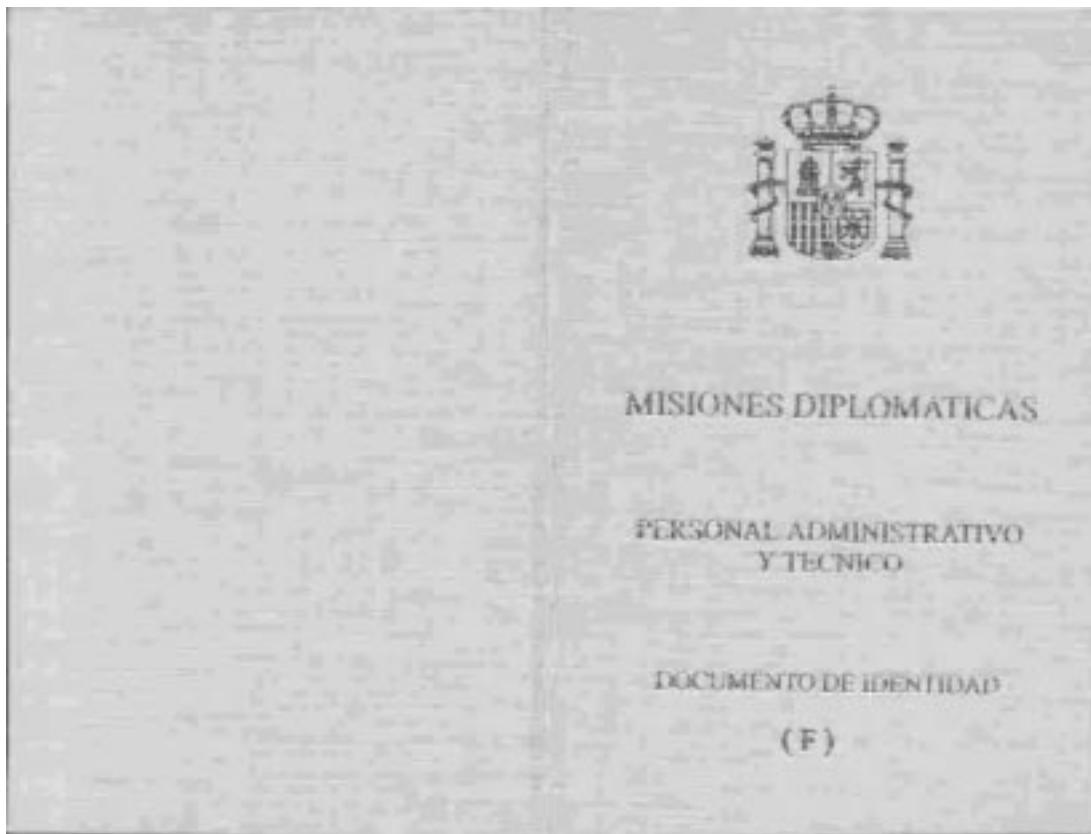 MISIONES DIPLOMATICAS
PERSONAL ADMINISTRATIVO
Y TECNICO
DOCUMENTO DE IDENTIDAD
( F )